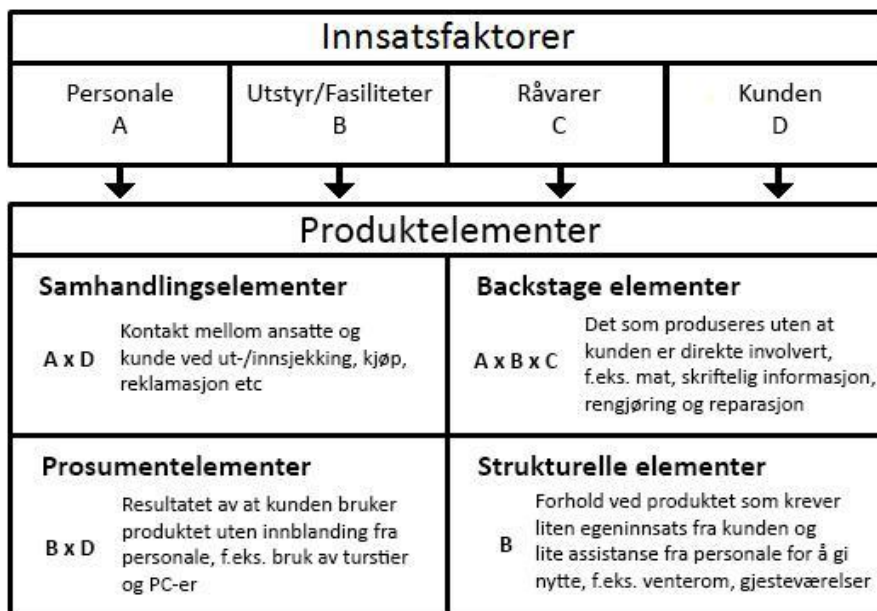 Innsatsfaktorer
Personale
A
Utstyr/Fasiliteter
B
Råvarer
C
Kunden
D
Produktelementer
Samhandlingselementer
A x D
Kontakt mellom ansatte og
kunde ved ut-/innsjekking, kjøp,
reklamasjon etc
Backstage elementer
A x B x C
Det som produseres uten at
kunden er direkte involvert,
f.eks. mat, skriftelig informasjon,
rengjøring og reparasjon
Prosumentelementer
B x D
Resultatet av at kunden bruker
produktet uten innblanding fra
personale, f.eks. bruk av turstier
og PC-er
Strukturelle elementer
B
Forhold ved produktet som krever
liten egeninnsats fra kunden og
lite assistanse fra personale for å gi
nytte, f.eks. venterom, gjesteværelser